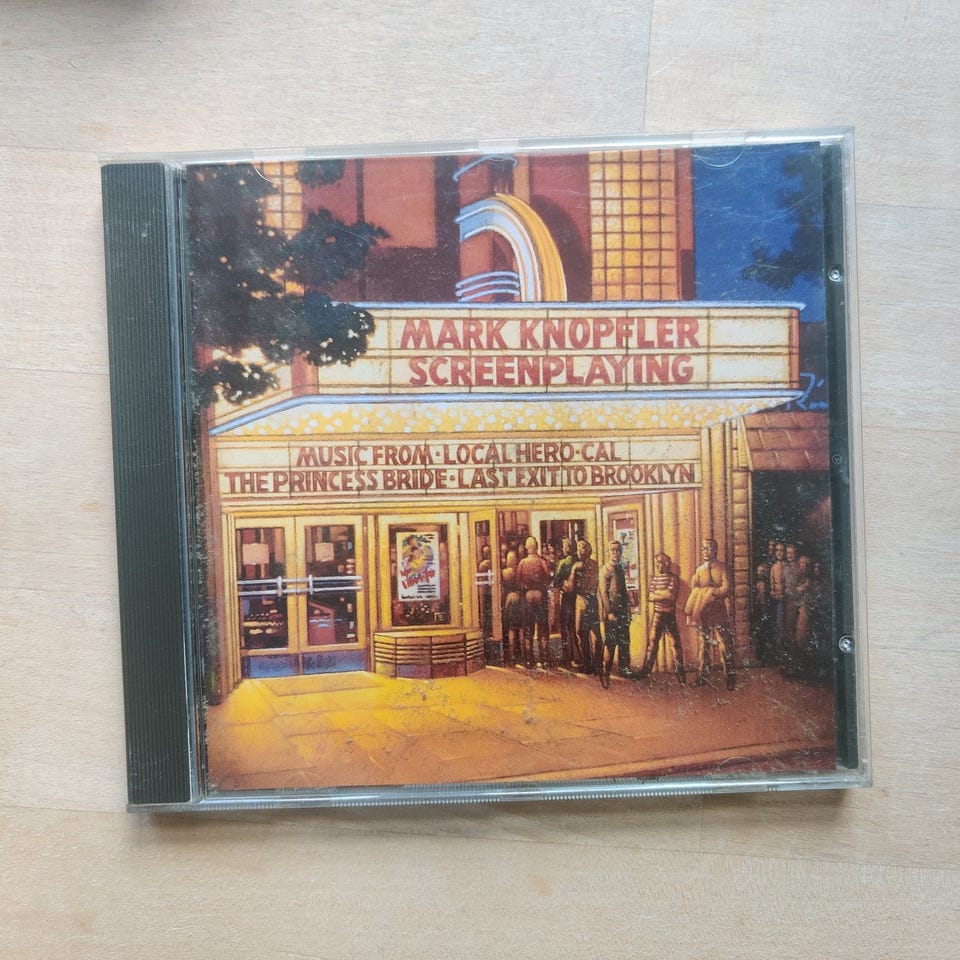 MARK KNOPFLER
SCREENPLAYING
MUSIC FROM·LOCAL HERO·CAL
THE PRINCESS BRIDE·LAST EXIT TO BROOKLYN